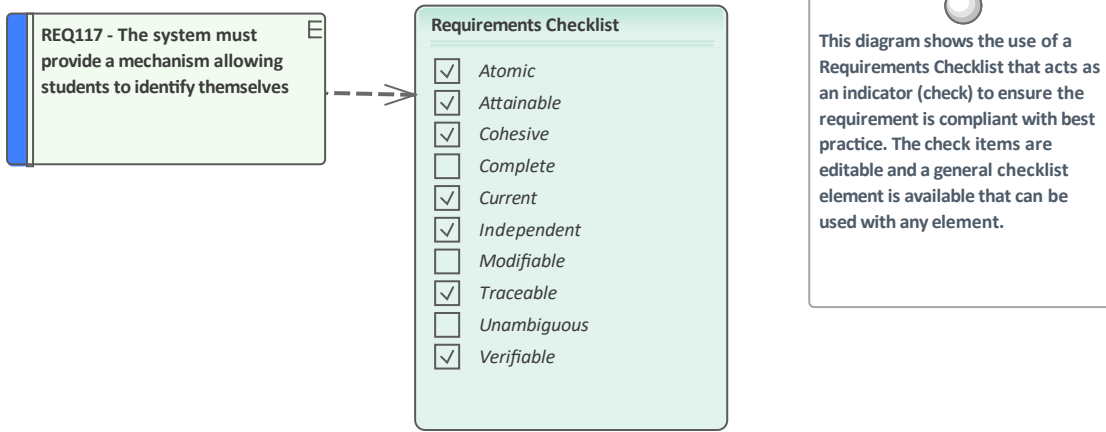 REQ117 - The system must
provide a mechanism allowing
students to identify themselves
E
Requirements Checklist
Atomic
Attainable
Cohesive
Complete
Current
Independent
Modifiable
Traceable
Unambiguous
Verifiable
This diagram shows the use of a
Requirements Checklist that acts as
an indicator (check) to ensure the
requirement is compliant with best
practice. The check items are
editable and a general checklist
element is available that can be
used with any element.